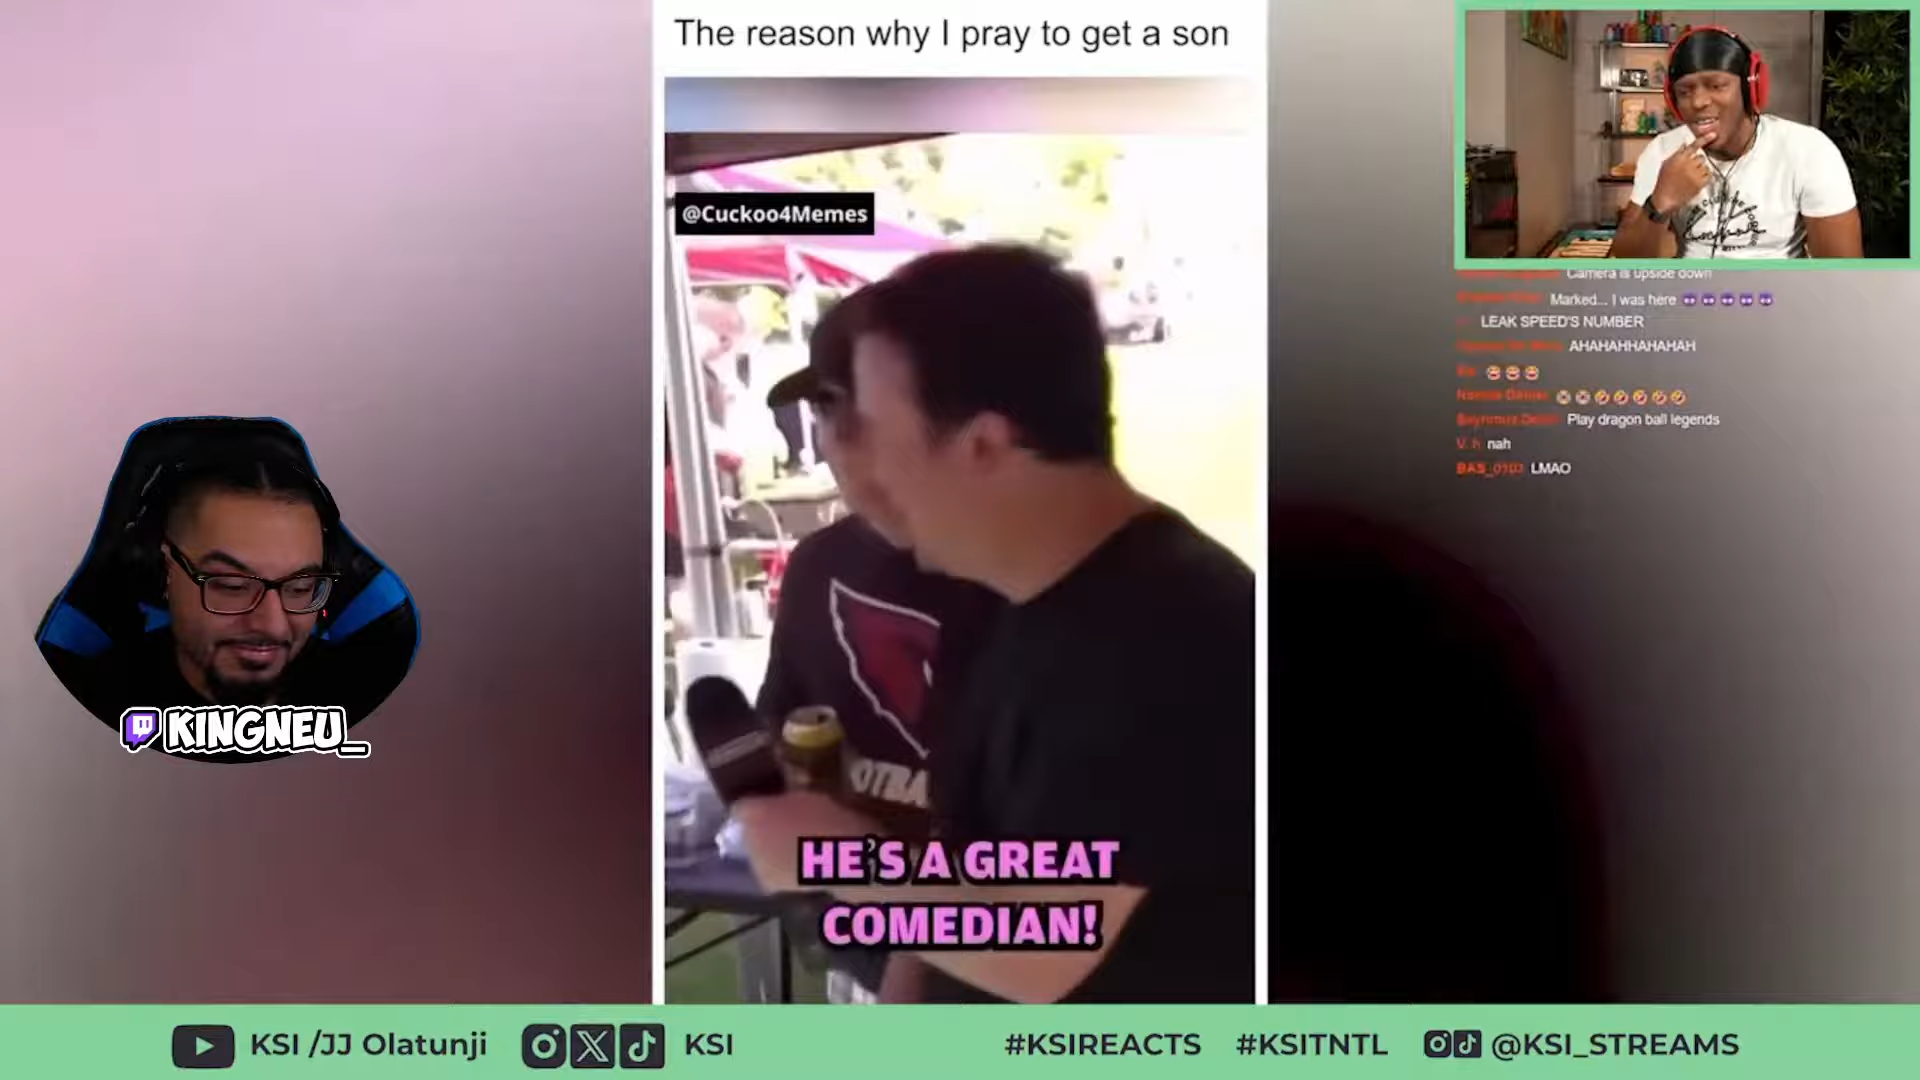 The reason why I pray to get a son
@Cuckoo4Memes
Camera is upside down
Marked... I was here
LEAK SPEED'S NUMBER
AHAHAHHAHAHAH
Play dragon ball legends
V. h nah
BAS_0103 LMAO
KINGNEU_
OTBA
HE'S A GREAT
COMEDIAN!
KSI /JJ Olatunji KSI #KSIREACTS #KSITNTL @KSI_STREAMS